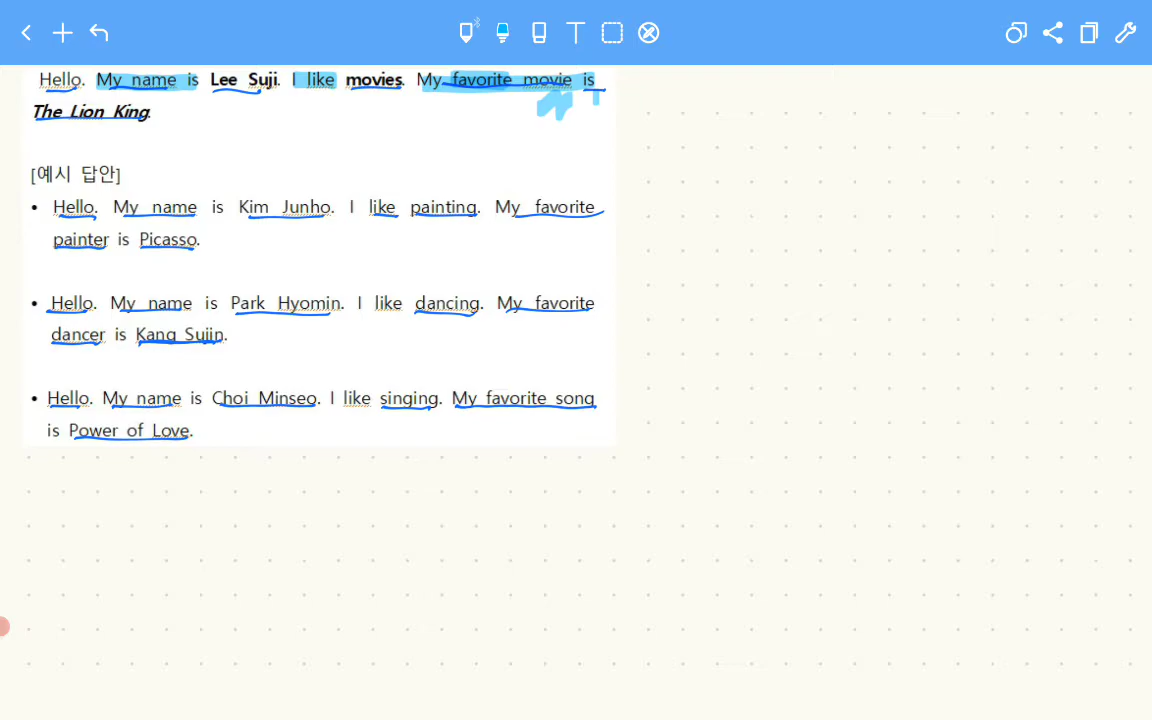 Hello. My name is Lee Suji. I like movies. My favorite movie is
The Lion King.
[예시 답안]
• Hello. My name is Kim Junho. I like painting. My favorite
painter is Picasso.
• Hello. My name is Park Hyomin. I like dancing. My favorite
dancer is Kang Sujin.
• Hello. My name is Choi Minseo. I like singing. My favorite song
is Power of Love.